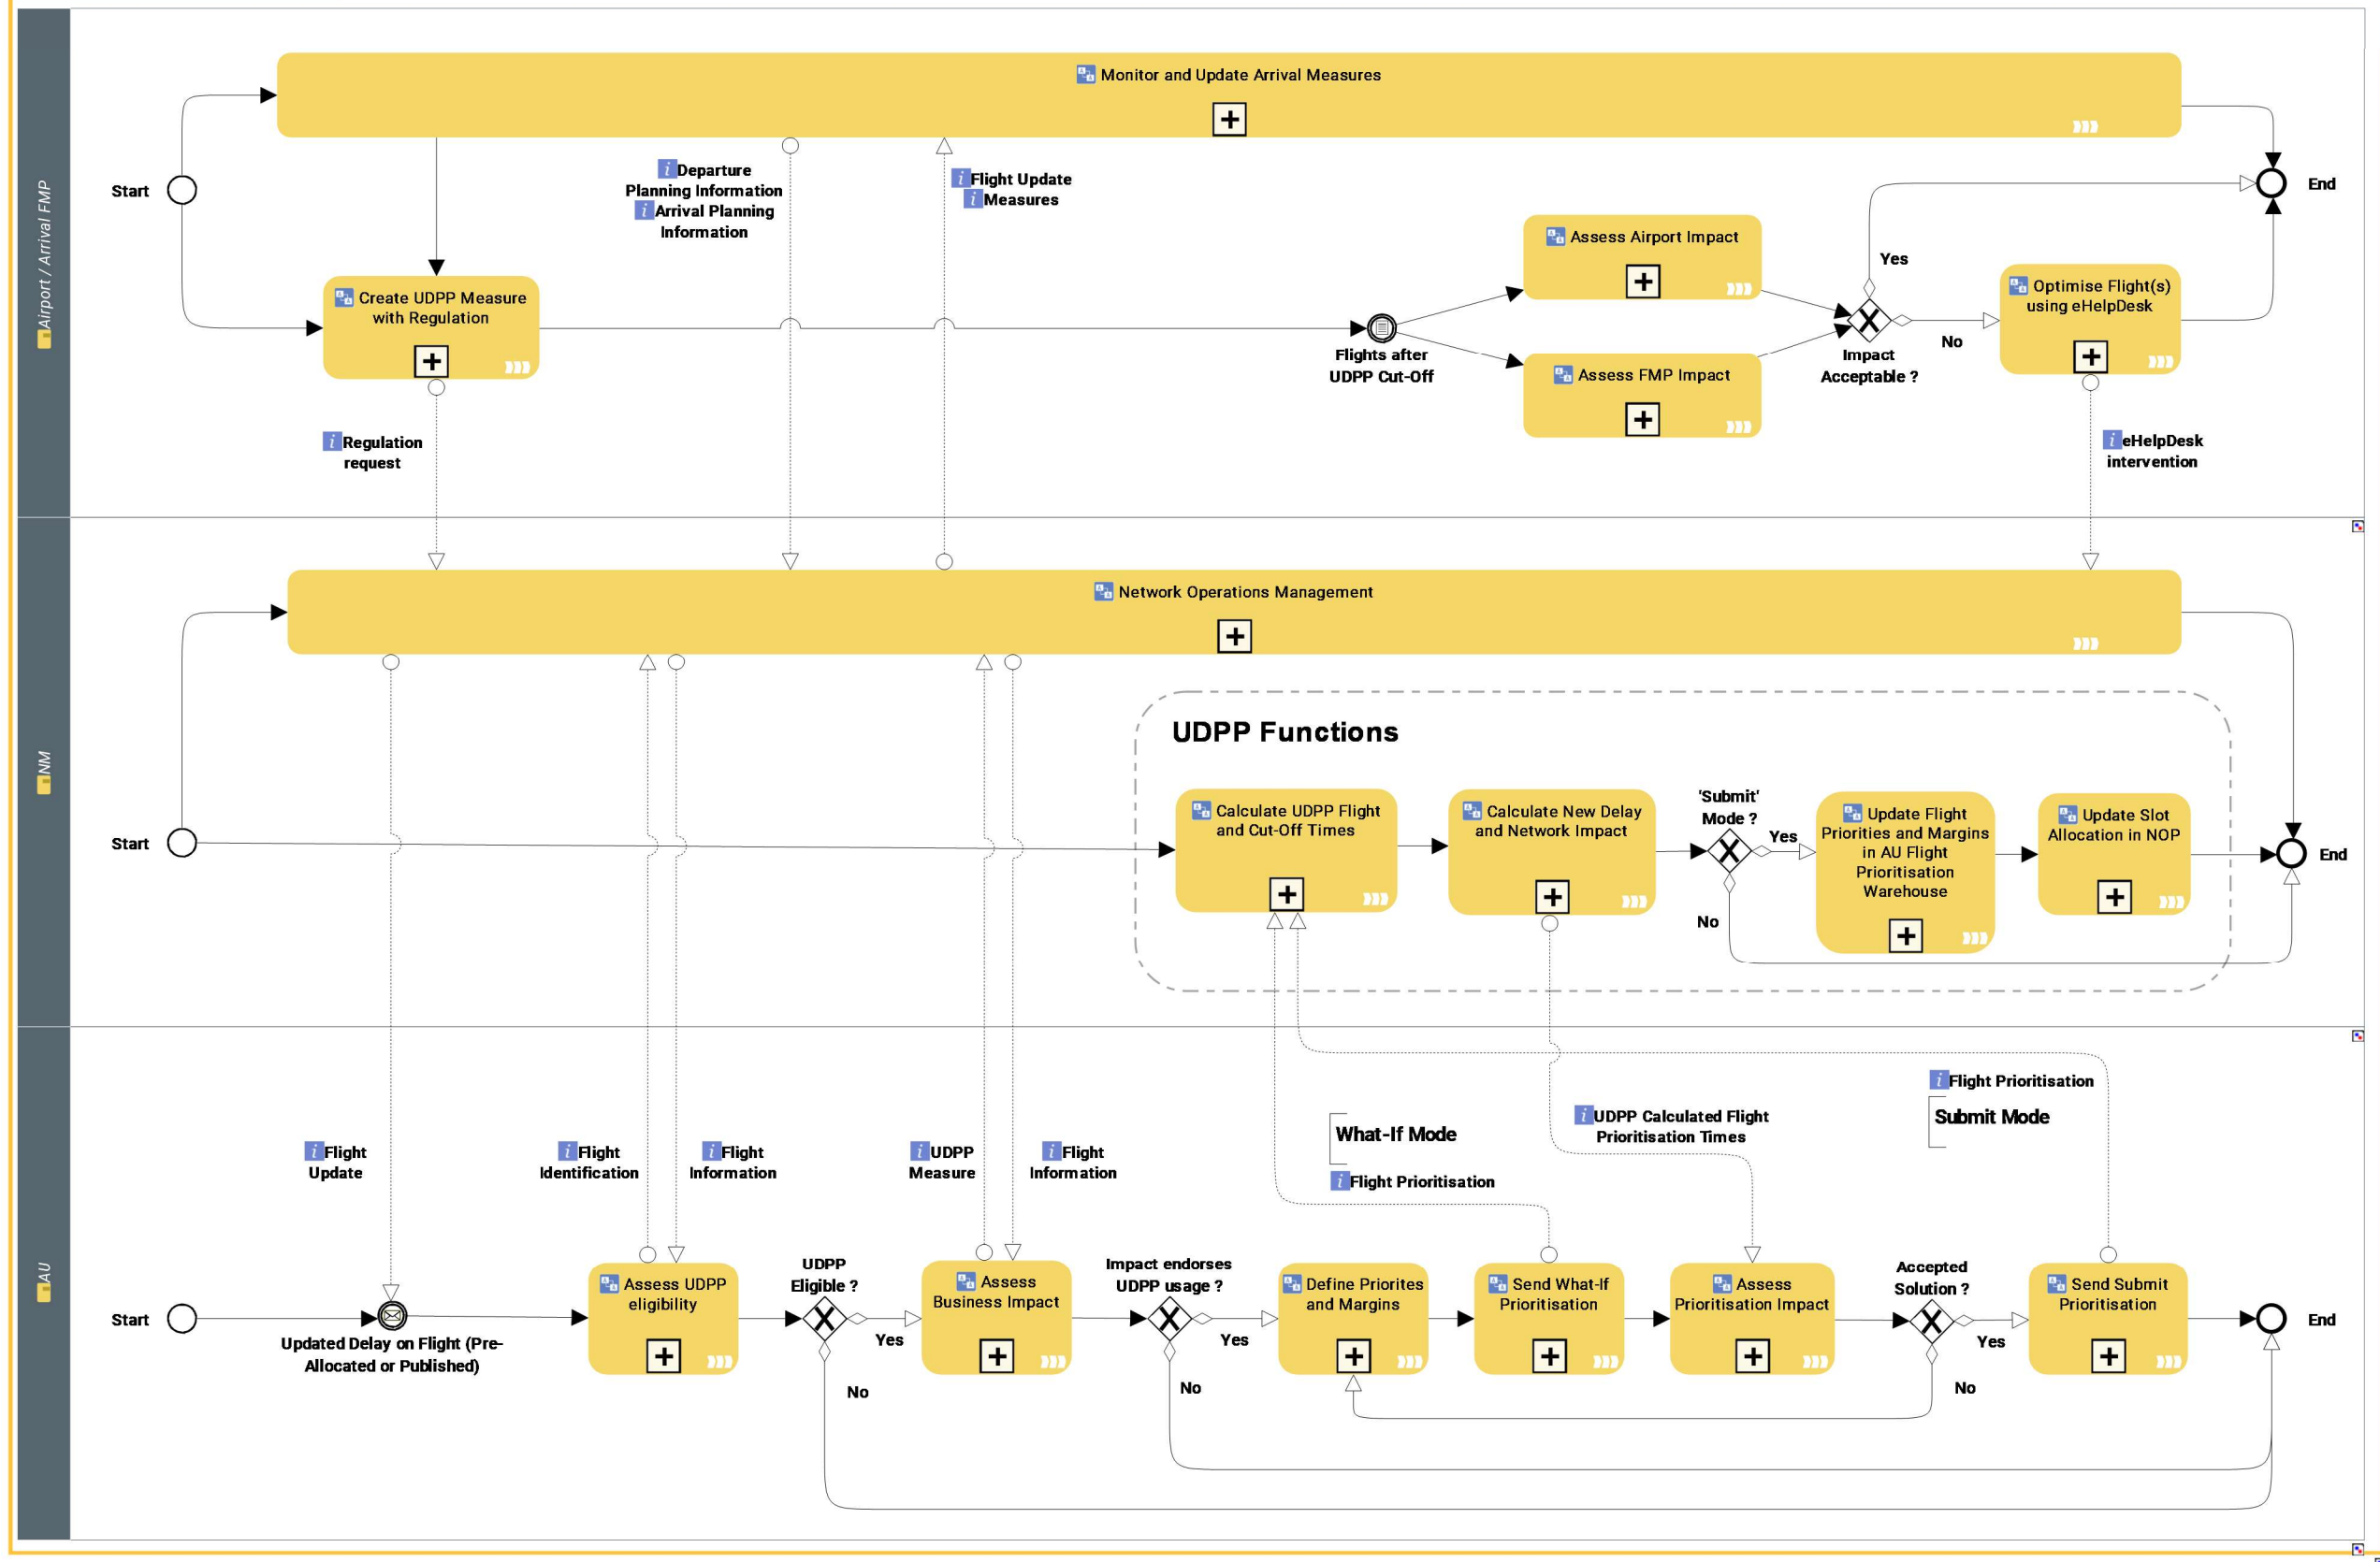 Airport / Arrival FMP
Monitor and Update Arrival Measures
Start
Departure
Planning Information
Arrival Planning
Information
Flight Update
Measures
End
Create UDPP Measure
with Regulation
Flights after
UDPP Cut-Off
Assess Airport Impact
Assess FMP Impact
Yes
Impact
Acceptable ?
No
Optimise Flight(s)
using eHelpDesk
Regulation
request
eHelpDesk
intervention
NM
Network Operations Management
UDPP Functions
Start
Calculate UDPP Flight
and Cut-Off Times
Calculate New Delay
and Network Impact
'Submit'
Mode ?
Yes
No
Update Flight
Priorities and Margins
in AU Flight
Prioritisation
Warehouse
Update Slot
Allocation in NOP
End
AU
Flight
Update
Flight
Identification
Flight
Information
UDPP
Measure
Flight
Information
What-If Mode
Flight Prioritisation
UDPP Calculated Flight
Prioritisation Times
Flight Prioritisation
Submit Mode
Start
Updated Delay on Flight (Pre-
Allocated or Published)
Assess UDPP
eligibility
UDPP
Eligible ?
Yes
No
Assess
Business Impact
Impact endorses
UDPP usage ?
Yes
No
Define Priorites
and Margins
Send What-If
Prioritisation
Assess
Prioritisation Impact
Accepted
Solution ?
Yes
No
Send Submit
Prioritisation
End